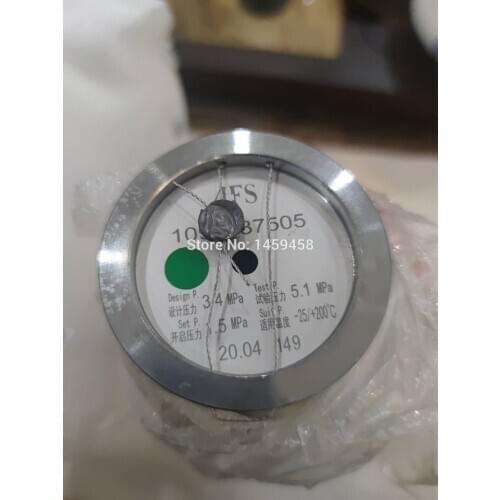 JFS
Store No: 1459458
Design P. 3.4 MPa Test P. 5.1 MPa
设计压力 试验压力
Set P. .5 MPa Suit P. -25/+200℃
开启压力 适用温度
20.04 149